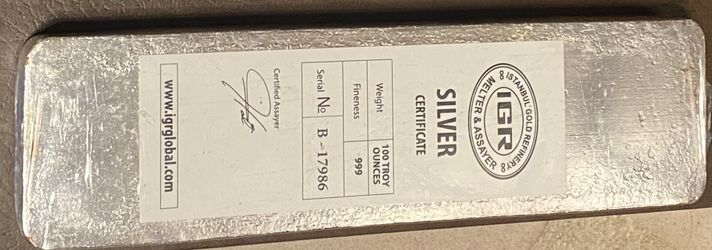 ISTANBUL GOLD REFINERY
IGR
MELTER & ASSAYER
SILVER
CERTIFICATE
Weight 100 TROY OUNCES
Fineness 999
Serial № B-17986
Certified Assayer
www.igrglobal.com